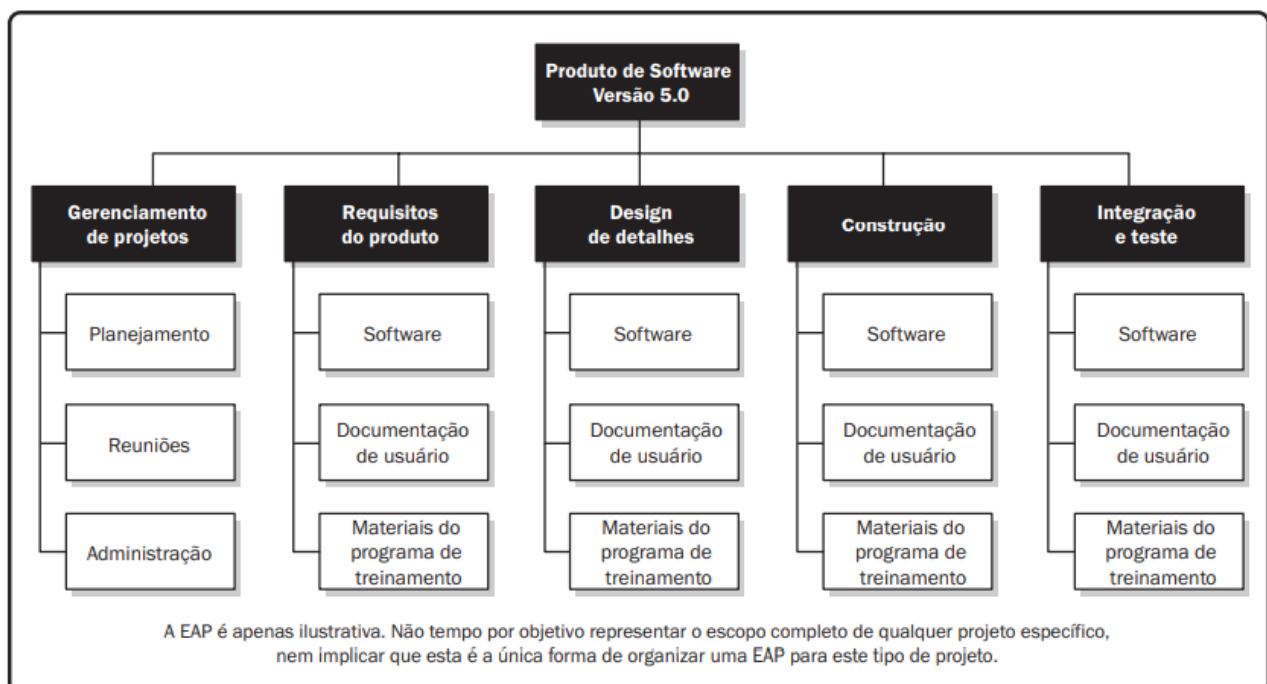 Produto de Software
Versão 5.0
Gerenciamento
de projetos
Requisitos
do produto
Design
de detalhes
Construção
Integração
e teste
Planejamento
Software
Software
Software
Software
Reuniões
Documentação
de usuário
Documentação
de usuário
Documentação
de usuário
Documentação
de usuário
Administração
Materiais do
programa de
treinamento
Materiais do
programa de
treinamento
Materiais do
programa de
treinamento
Materiais do
programa de
treinamento
A EAP é apenas ilustrativa. Não tempo por objetivo representar o escopo completo de qualquer projeto específico,
nem implicar que esta é a única forma de organizar uma EAP para este tipo de projeto.